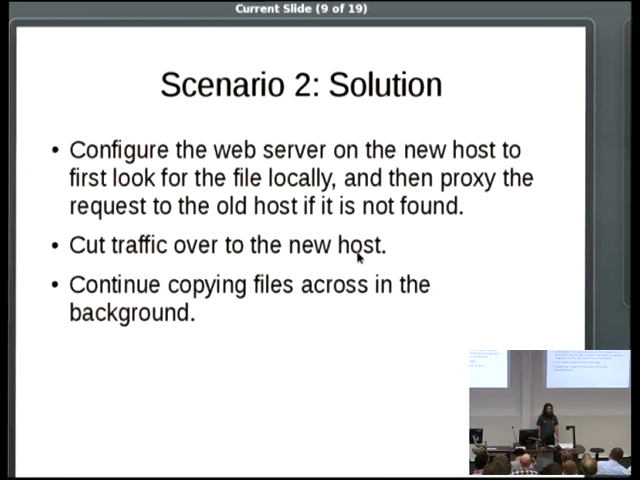 Current Slide (9 of 19)
Scenario 2: Solution
• Configure the web server on the new host to
first look for the file locally, and then proxy the
request to the old host if it is not found.
• Cut traffic over to the new host.
• Continue copying files across in the
background.